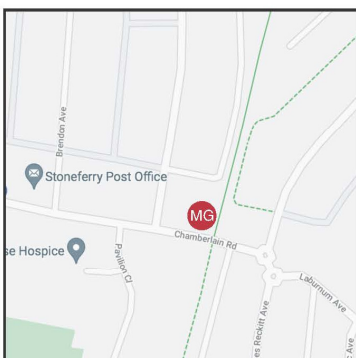 Brendon Ave
Stoneferry Post Office
MG
Chamberlain Rd
se Hospice
Pavilion Cl
Laburnum Ave
es Reckitt Ave
Ave